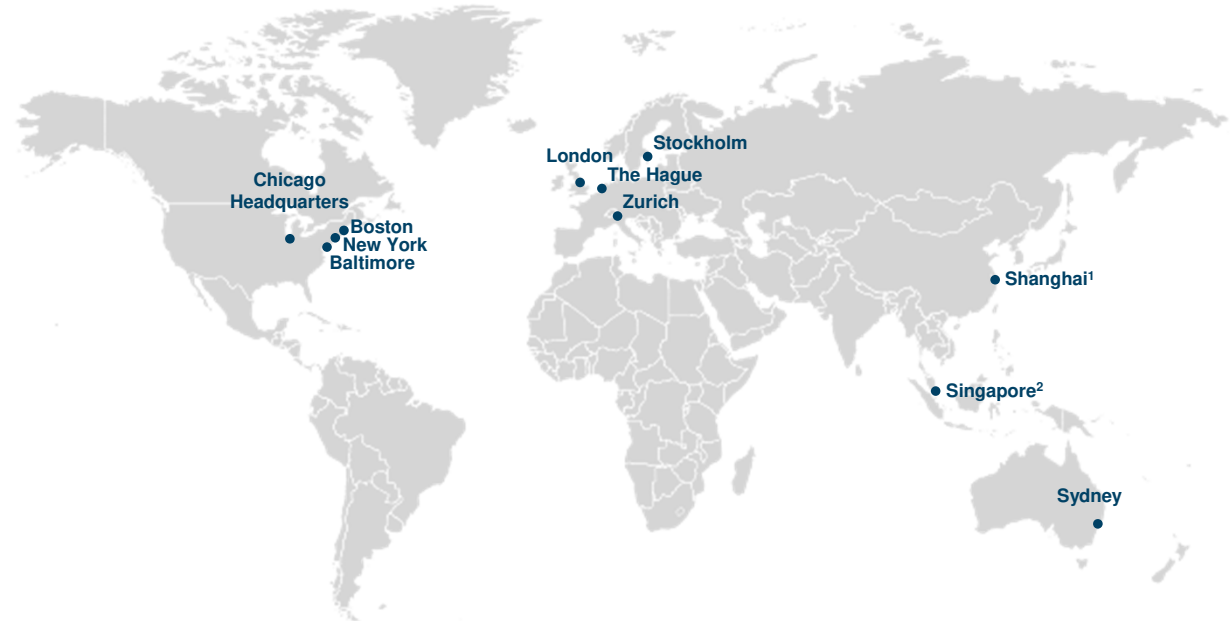 Stockholm
London
The Hague
Zurich
Chicago
Headquarters
Boston
New York
Baltimore
Shanghai¹
Singapore²
Sydney